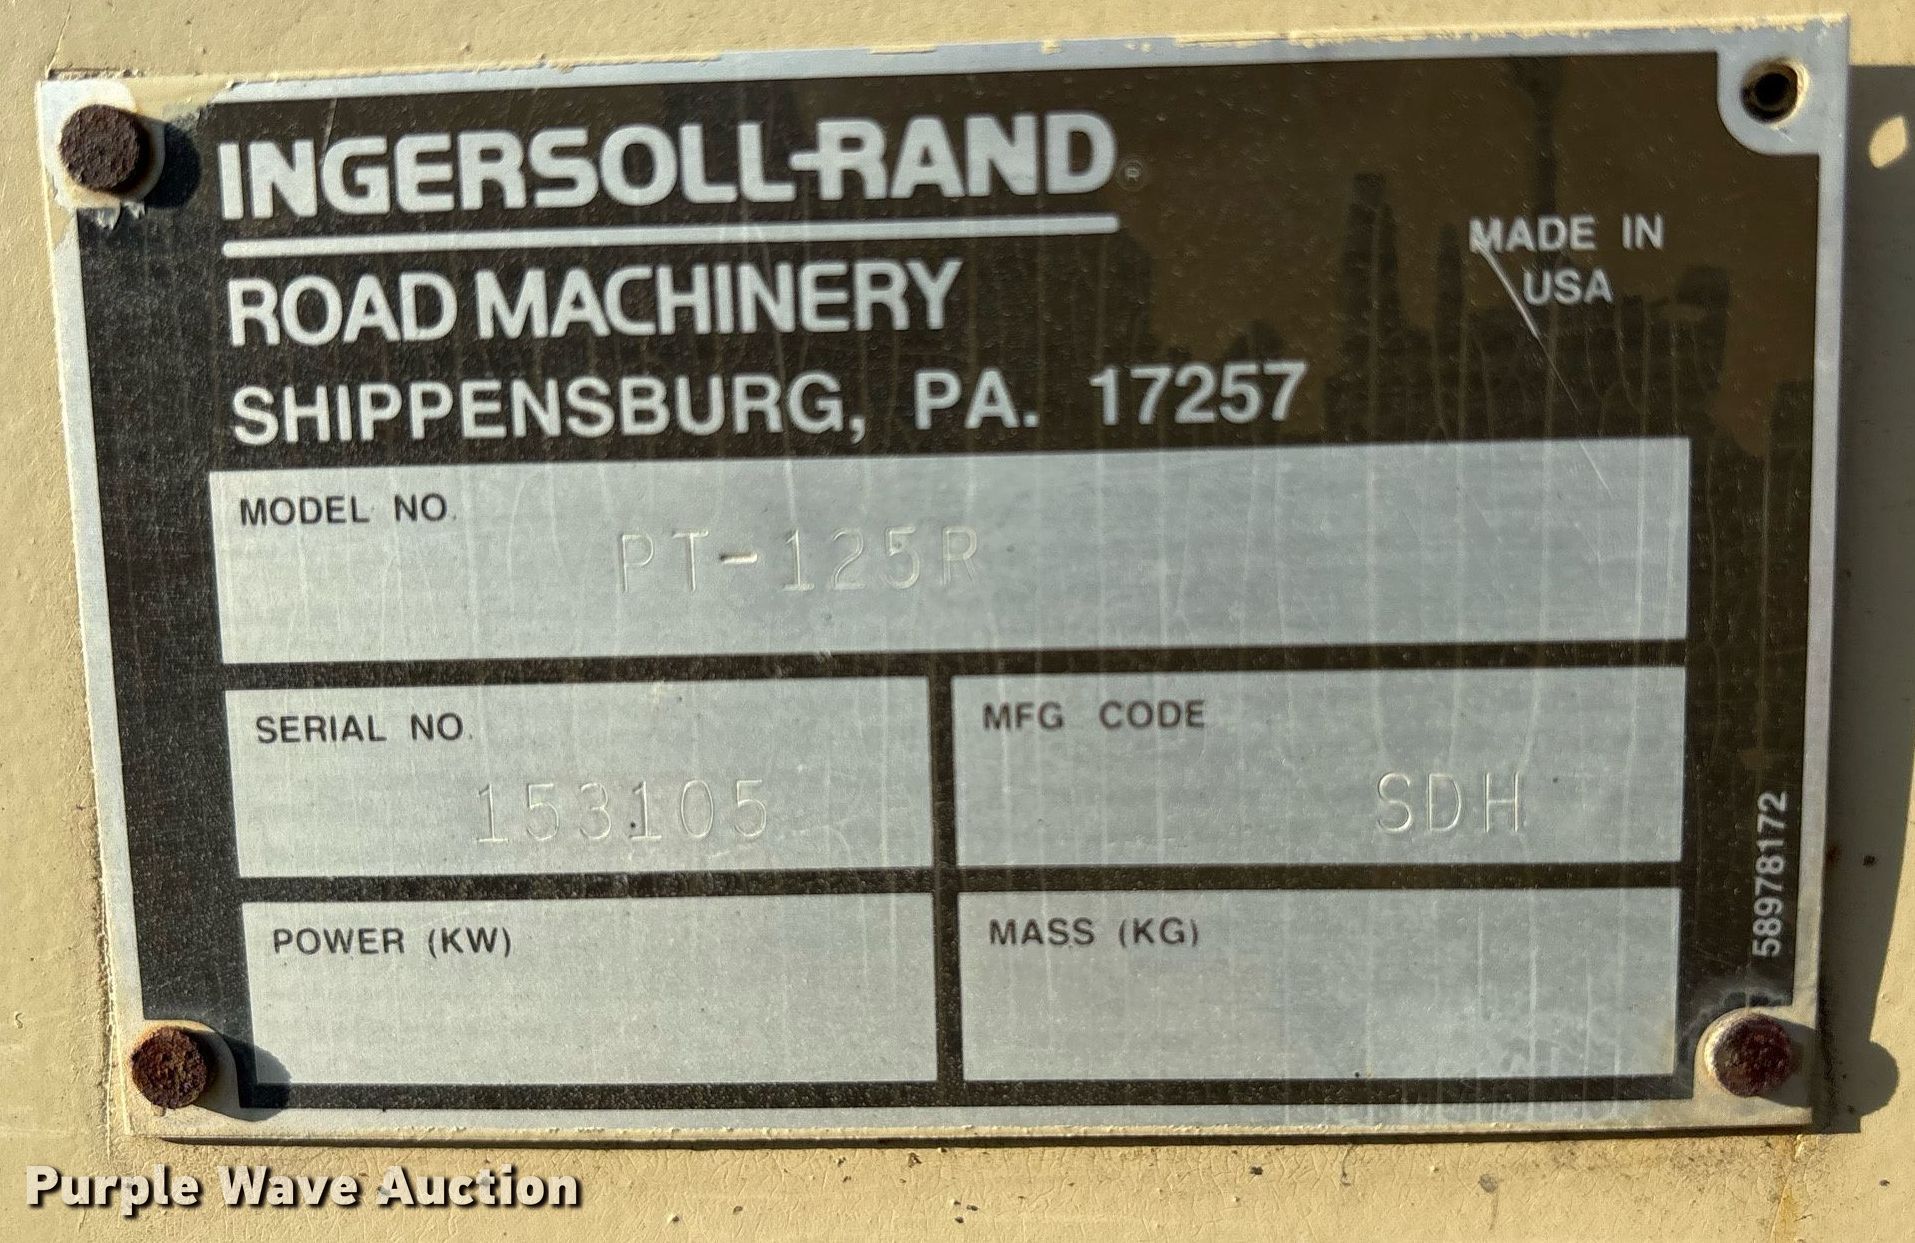 INGERSOLL-RAND®
ROAD MACHINERY
SHIPPENSBURG, PA. 17257
MADE IN
USA
MODEL NO.
PT-125R
SERIAL NO.
153105
MFG CODE
SDH
POWER (KW)
MASS (KG)
58978172
Purple Wave Auction